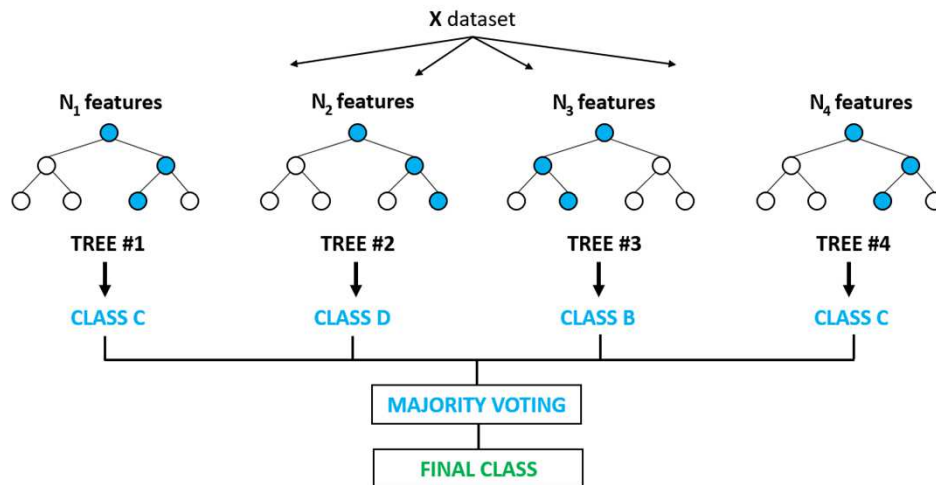 X dataset
N₁ features N₂ features N₃ features N₄ features
TREE #1 TREE #2 TREE #3 TREE #4
CLASS C CLASS D CLASS B CLASS C
MAJORITY VOTING
FINAL CLASS